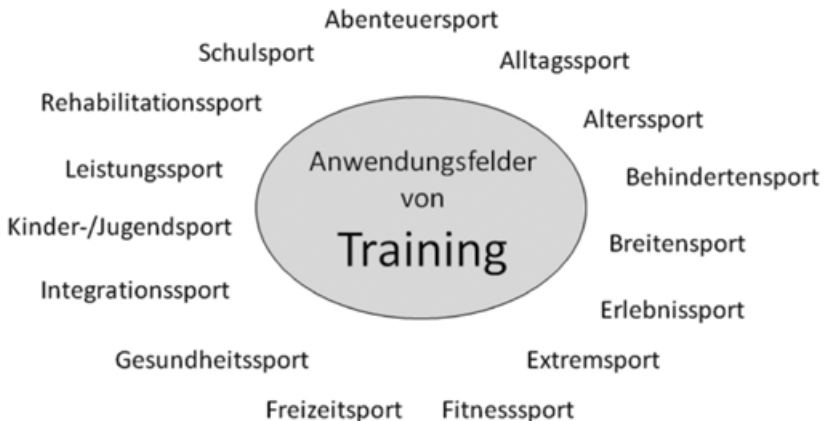 Abenteuersport
Schulsport
Alltagssport
Rehabilitationssport
Alterssport
Anwendungsfelder
von
Training
Leistungssport
Behindertensport
Kinder-/Jugendsport
Breitensport
Integrationssport
Erlebnissport
Gesundheitssport
Extremsport
Freizeitsport
Fitnesssport